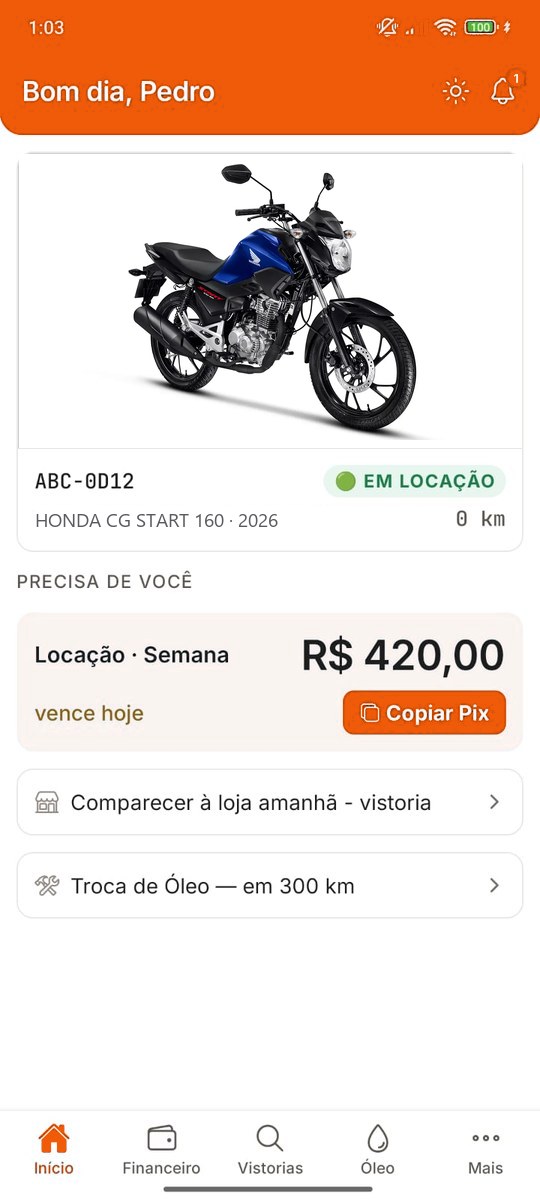 1:03
100
Bom dia, Pedro
1
ABC-0D12
EM LOCAÇÃO
HONDA CG START 160 · 2026
0 km
PRECISA DE VOCÊ
Locação · Semana
R$ 420,00
vence hoje
Copiar Pix
Comparecer à loja amanhã - vistoria
Troca de Óleo — em 300 km
Início
Financeiro
Vistorias
Óleo
Mais